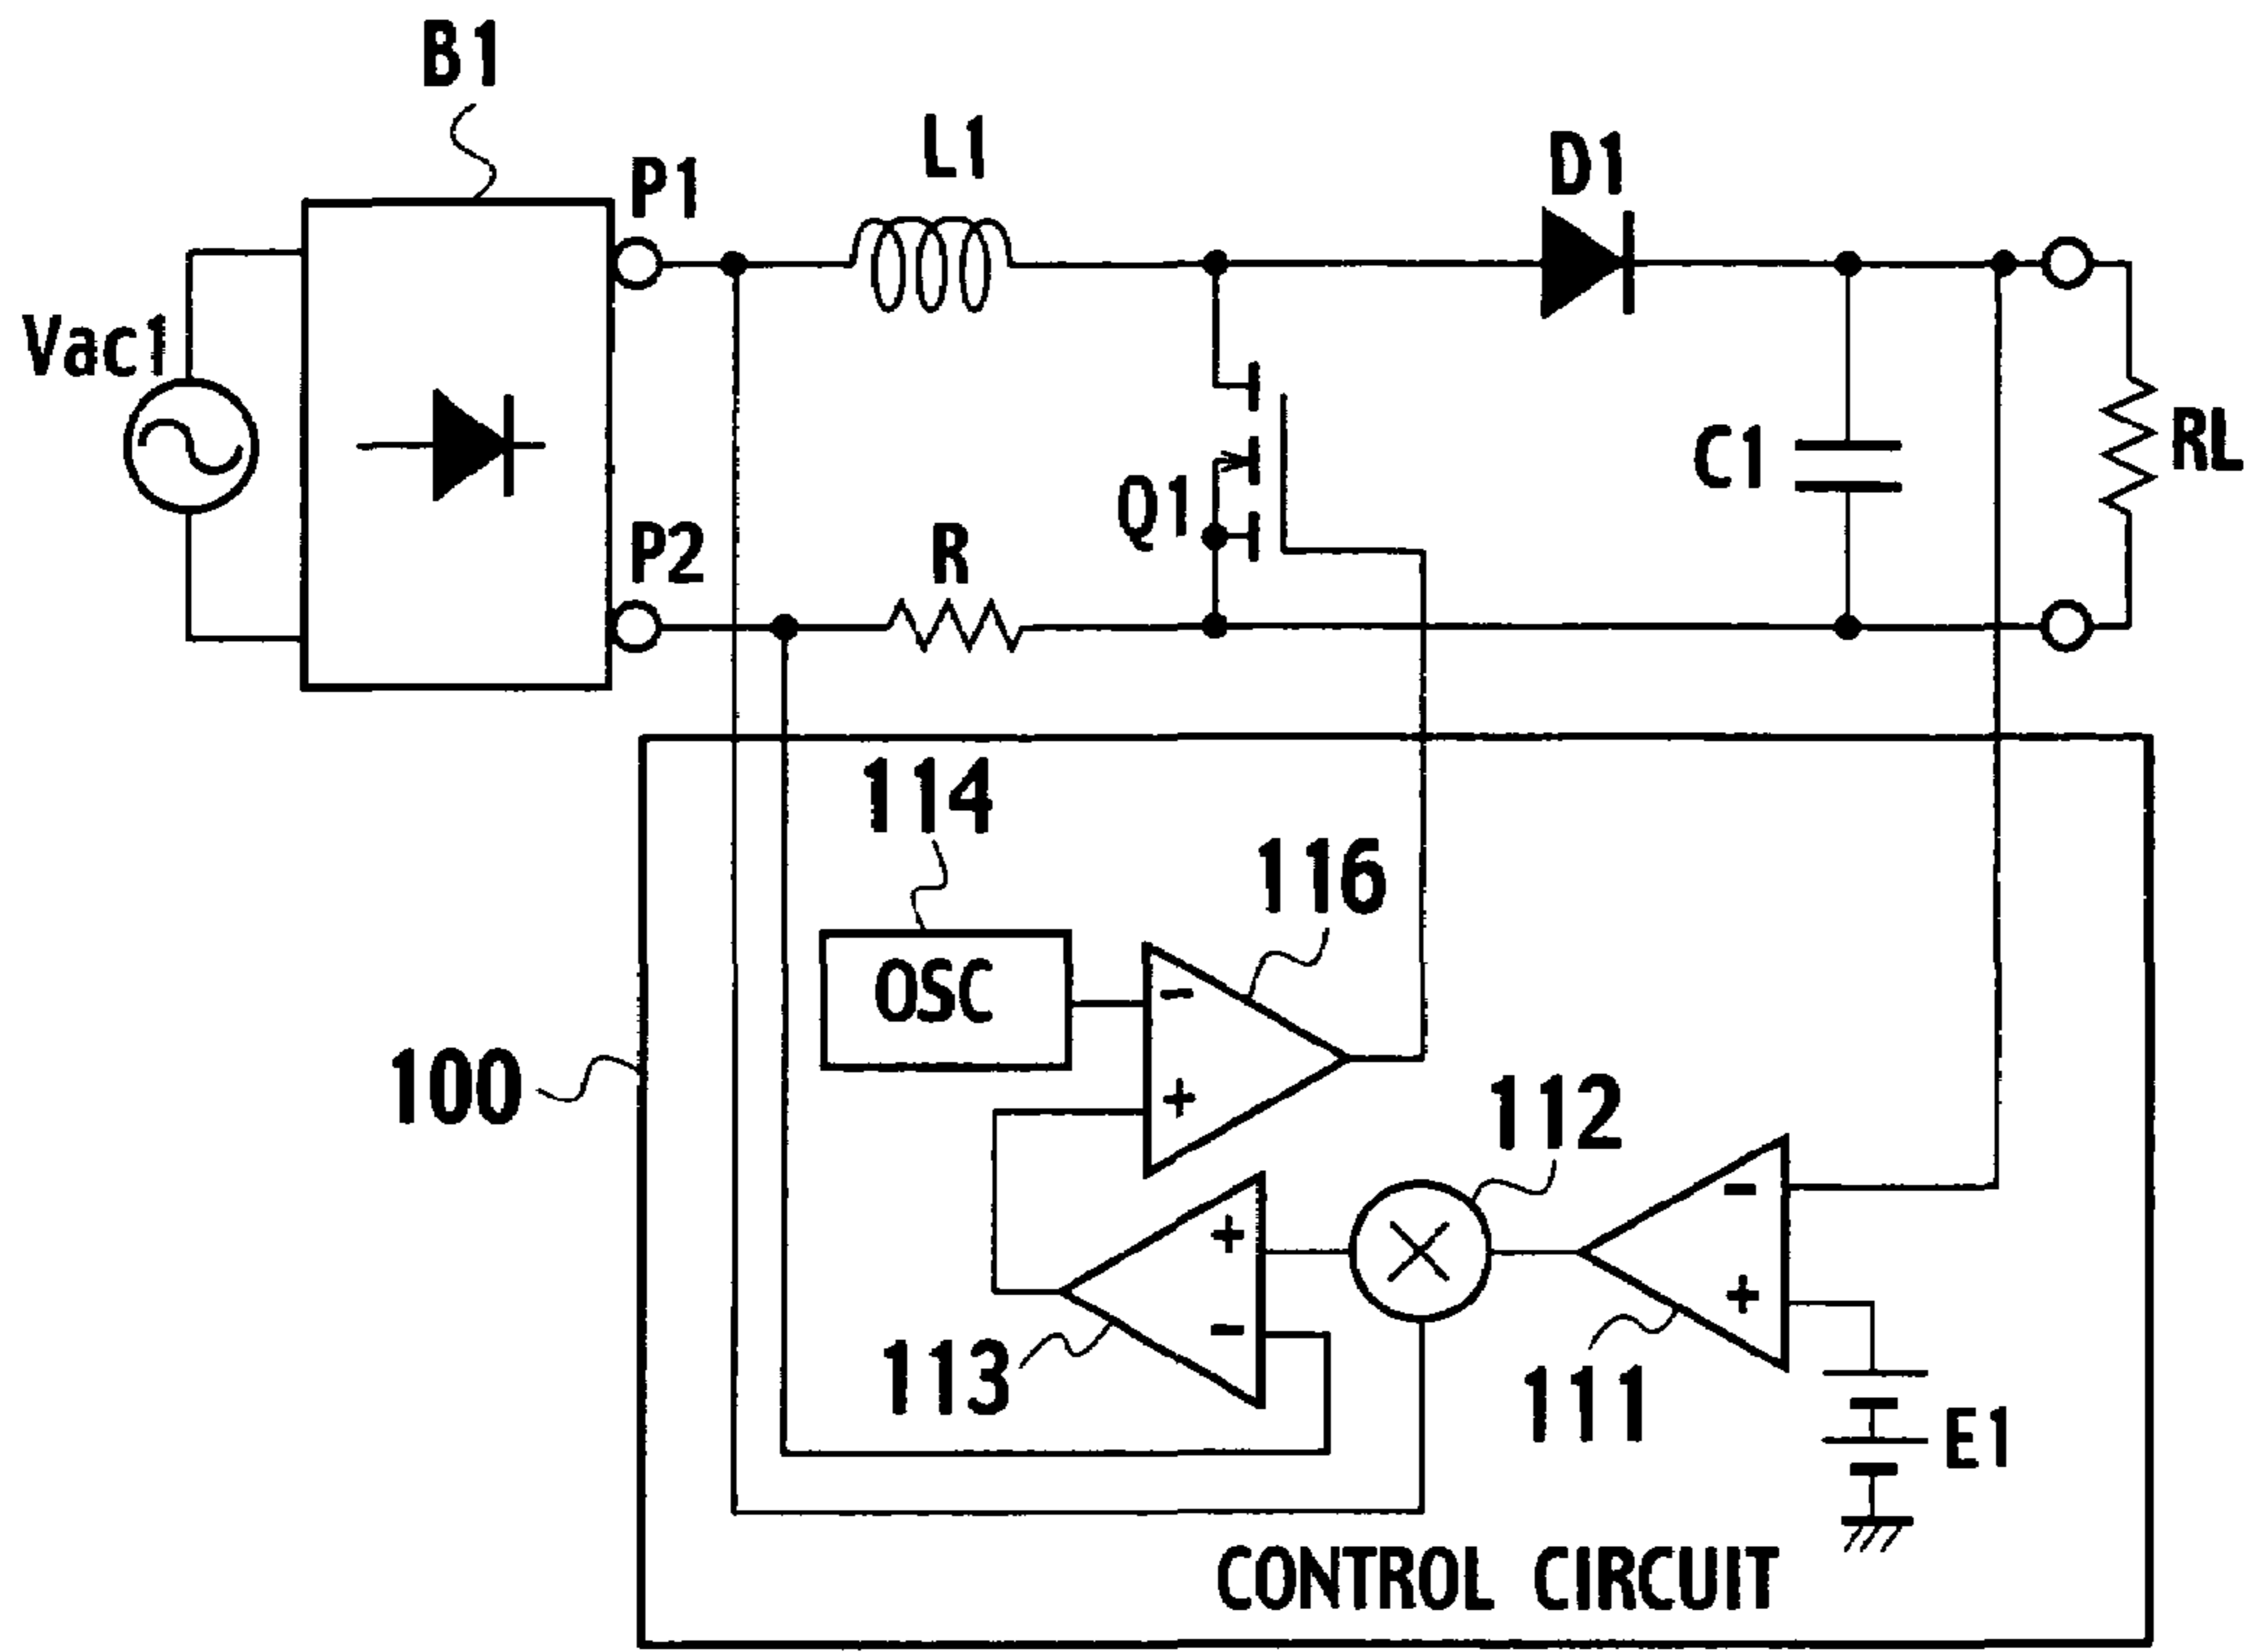 B1
P1
L1
D1
Vac1
P2
R
Q1
C1
RL
114
116
OSC
-
+
100
112
+
-
-
+
113
111
E1
CONTROL CIRCUIT